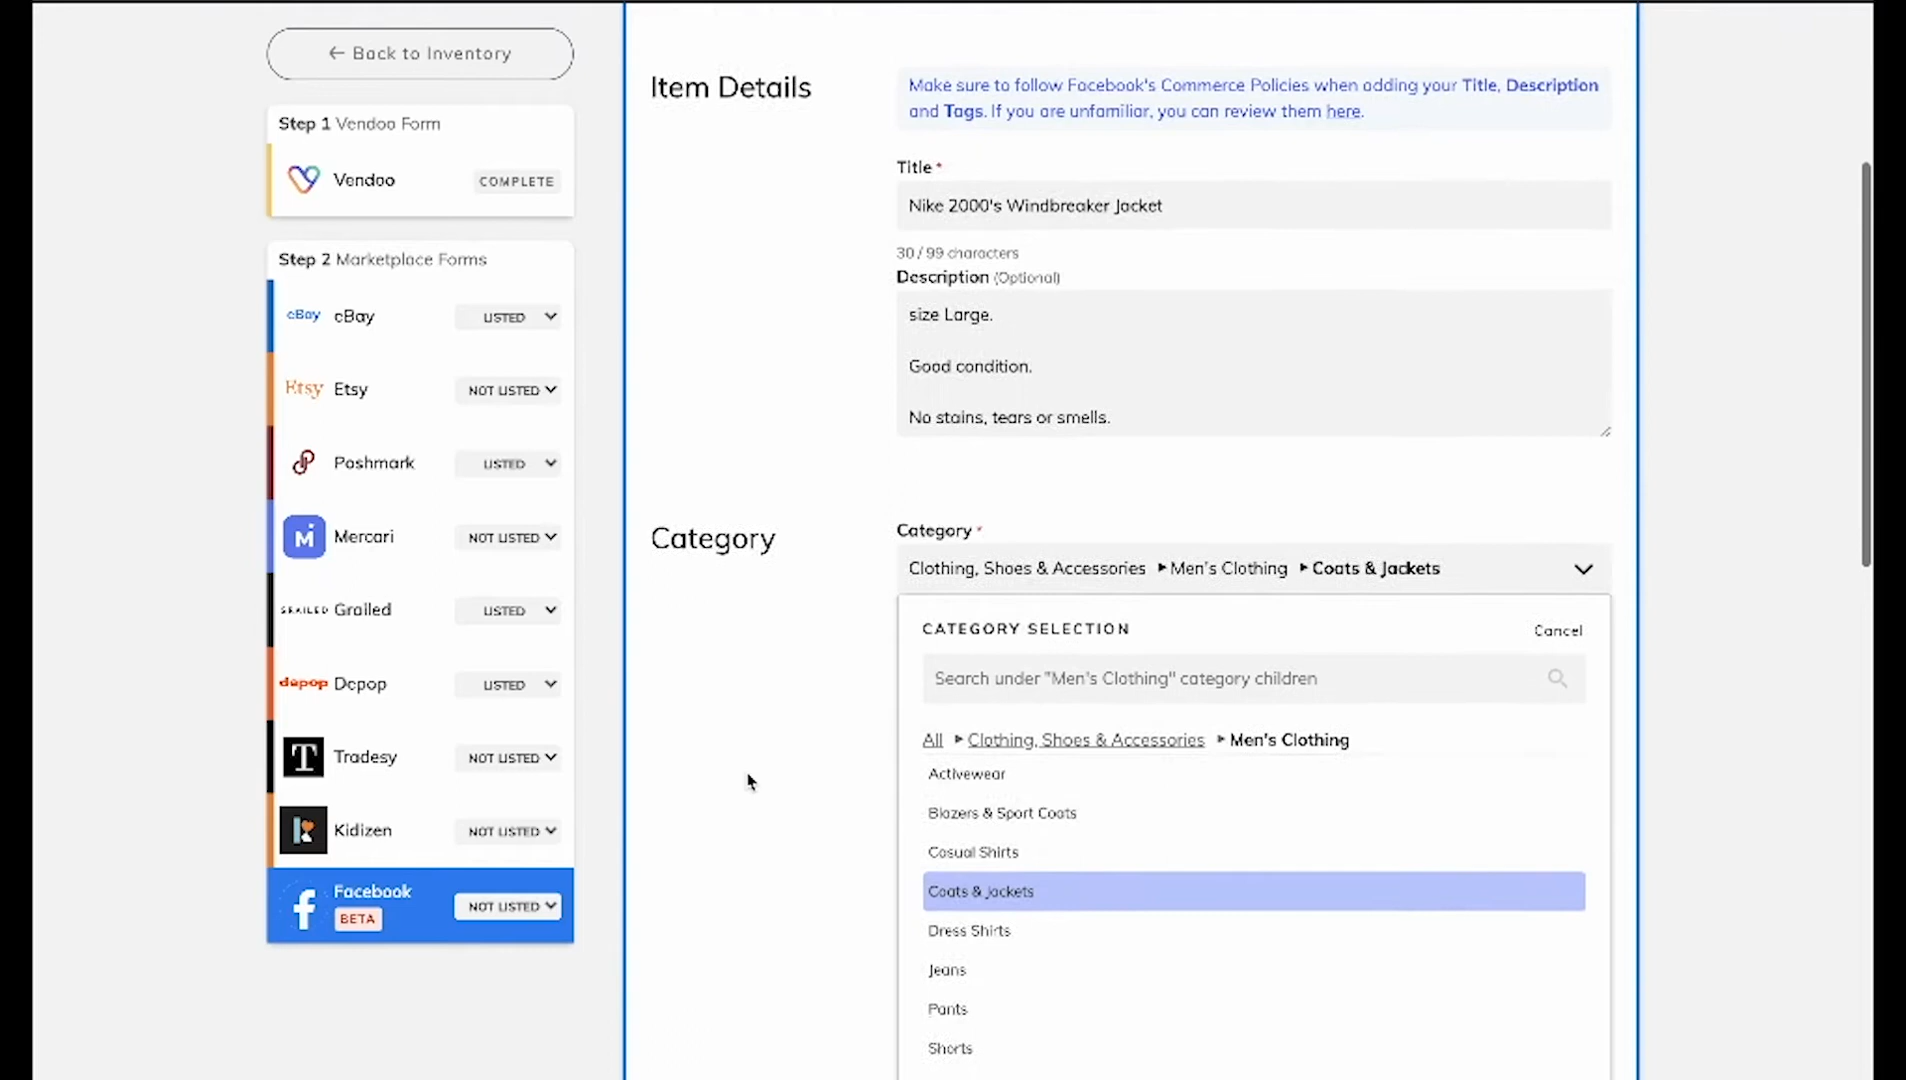 ← Back to Inventory
Step 1 Vendoo Form
Vendoo COMPLETE
Step 2 Marketplace Forms
eBay eBay LISTED
Etsy Etsy NOT LISTED
Poshmark LISTED
M Mercari NOT LISTED
GRAILED Grailed LISTED
depop Depop LISTED
T Tradesy NOT LISTED
K Kidizen NOT LISTED
f Facebook NOT LISTED
BETA
Item Details
Make sure to follow Facebook's Commerce Policies when adding your Title, Description
and Tags. If you are unfamiliar, you can review them here.
Title *
Nike 2000's Windbreaker Jacket
30 / 99 characters
Description (Optional)
size Large.
Good condition.
No stains, tears or smells.
Category
Category *
Clothing, Shoes & Accessories ▸ Men's Clothing ▸ Coats & Jackets
CATEGORY SELECTION Cancel
Search under "Men's Clothing" category children
All ▸ Clothing, Shoes & Accessories ▸ Men's Clothing
Activewear
Blazers & Sport Coats
Casual Shirts
Coats & Jackets
Dress Shirts
Jeans
Pants
Shorts